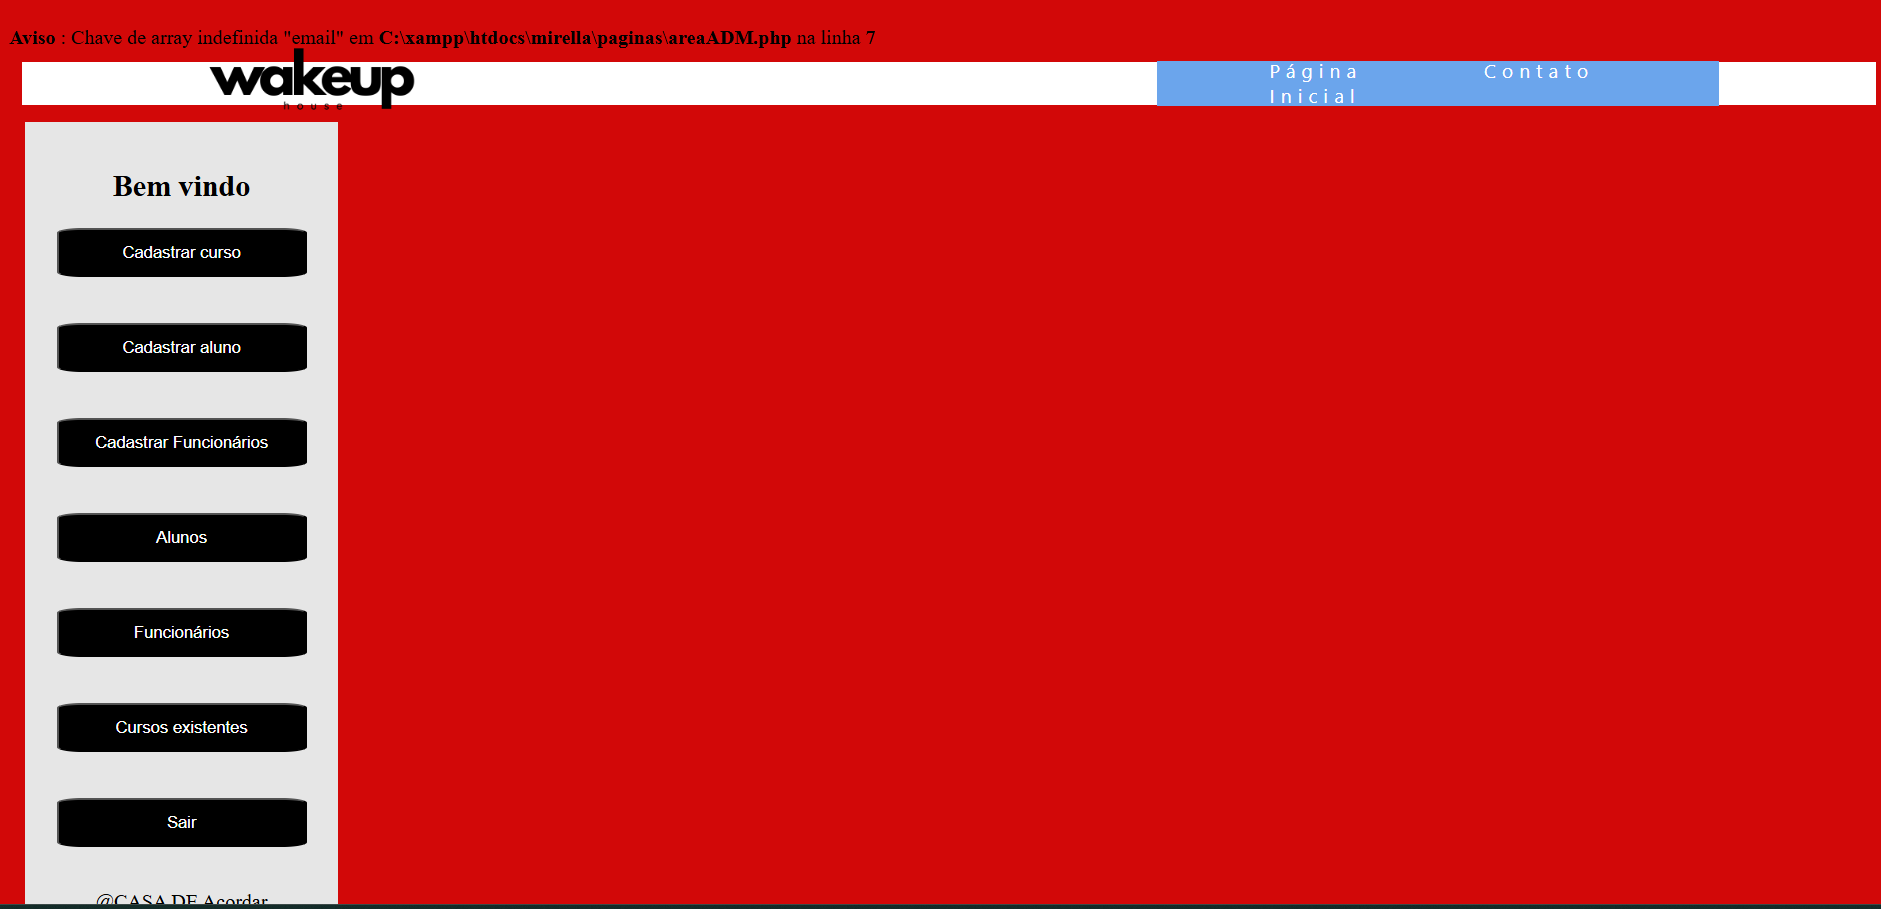 Aviso : Chave de array indefinida "email" em C:\xampp\htdocs\mirella\paginas\areaADM.php na linha 7
wakeup
house
Página Contato
Inicial
Bem vindo
Cadastrar curso
Cadastrar aluno
Cadastrar Funcionários
Alunos
Funcionários
Cursos existentes
Sair
@CASA DE Acordar